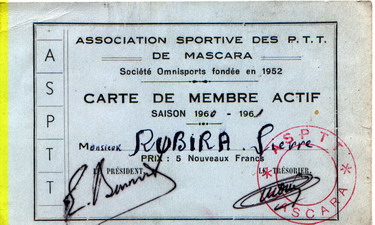 ASSOCIATION SPORTIVE DES P.T.T.
DE MASCARA
Société Omnisports fondée en 1952
CARTE DE MEMBRE ACTIF
SAISON 1960 - 1961
Monsieur RUBIRA Pierre
PRIX : 5 Nouveaux Francs
LE PRÉSIDENT, LE TRÉSORIER,
A
S
P
T
T
ASPTT
MASCARA